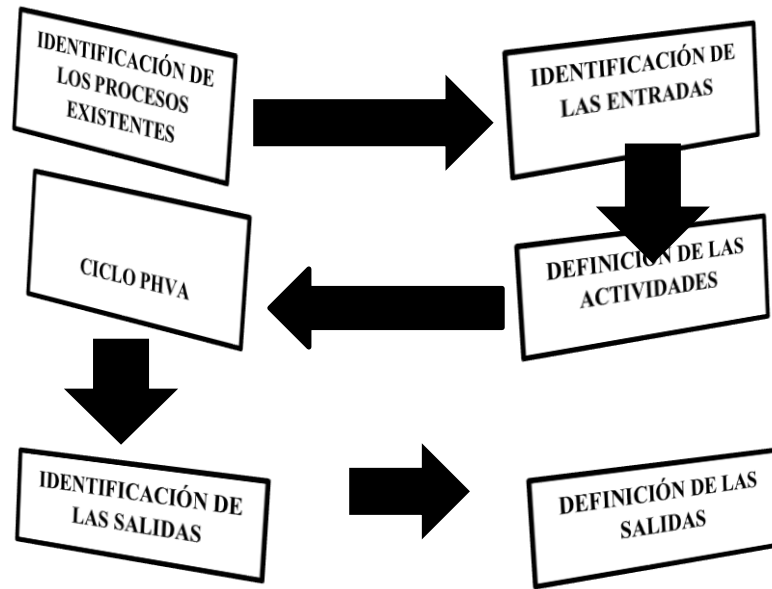 IDENTIFICACIÓN DE
LOS PROCESOS
EXISTENTES
IDENTIFICACIÓN DE
LAS ENTRADAS
DEFINICIÓN DE LAS
ACTIVIDADES
CICLO PHVA
IDENTIFICACIÓN DE
LAS SALIDAS
DEFINICIÓN DE LAS
SALIDAS